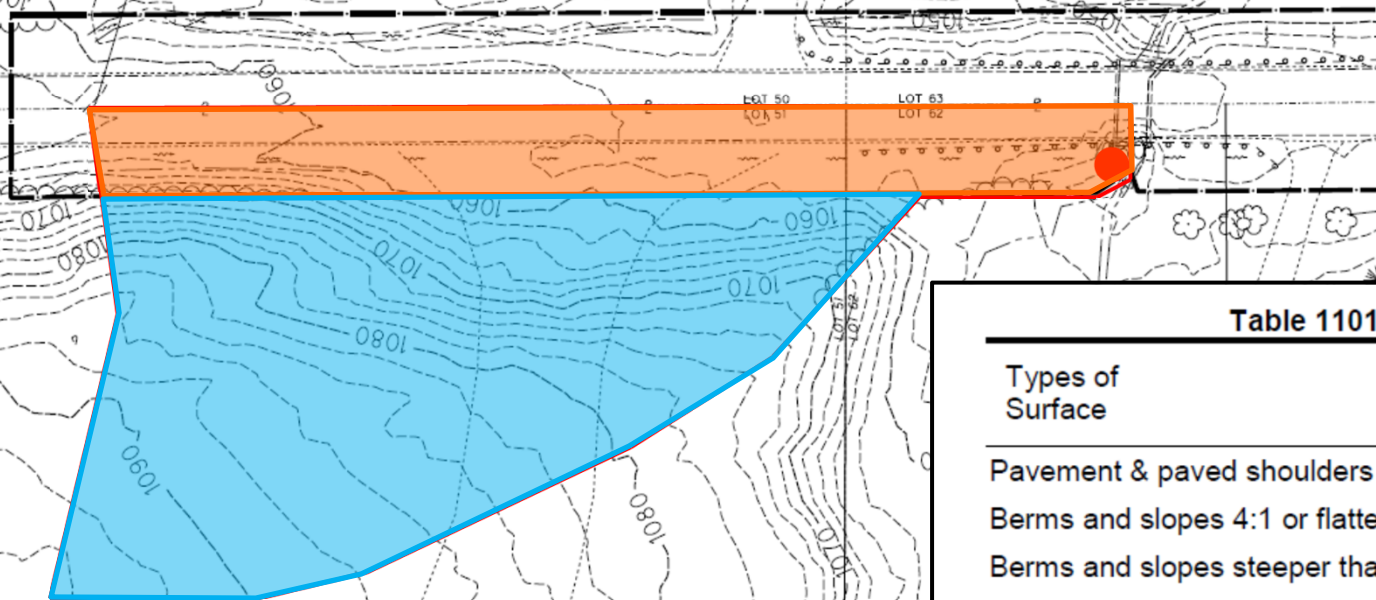 1050
1070
1060
LOT 50
LOT 63
LOT 51
LOT 62
1070
1060
1060
1080
1070
1070
LOT 51
LOT 62
1080
1090
1080
1070
Table 1101
Types of
Surface
Pavement & paved shoulders
Berms and slopes 4:1 or flatte
Berms and slopes steeper tha